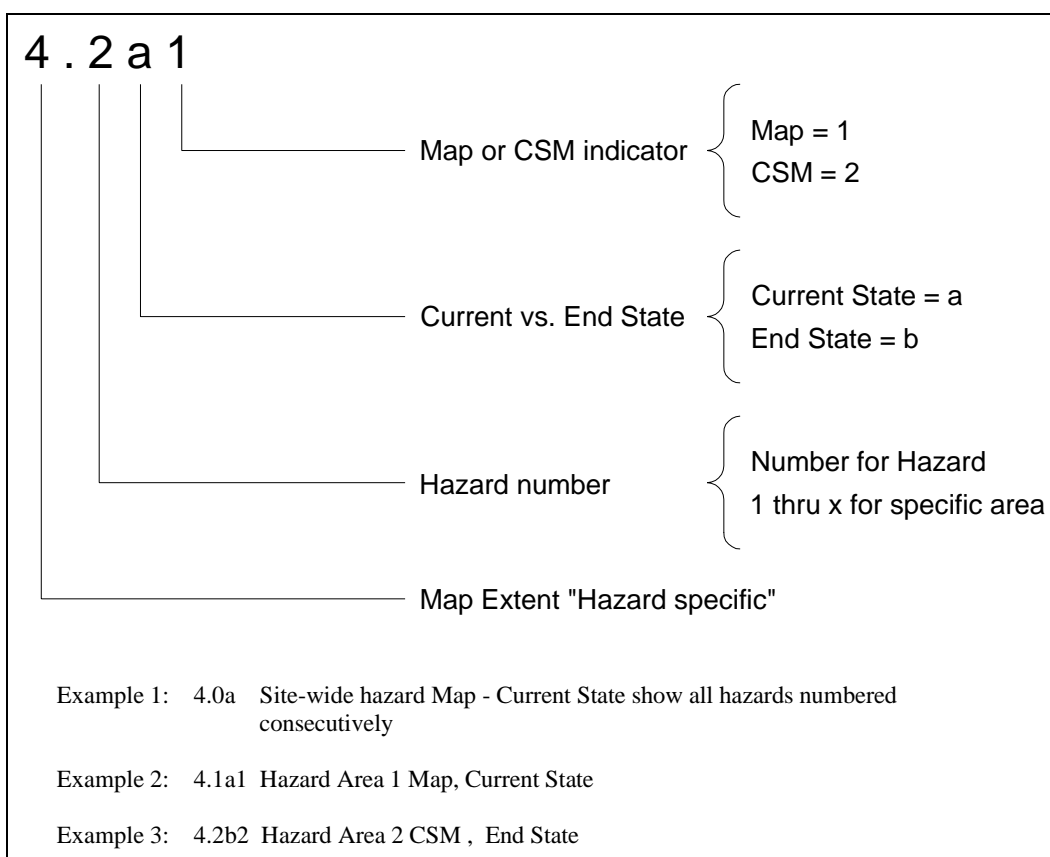 4 . 2 a 1
Map or CSM indicator
Map = 1
CSM = 2
Current vs. End State
Current State = a
End State = b
Hazard number
Number for Hazard
1 thru x for specific area
Map Extent "Hazard specific"
Example 1: 4.0a Site-wide hazard Map - Current State show all hazards numbered
consecutively
Example 2: 4.1a1 Hazard Area 1 Map, Current State
Example 3: 4.2b2 Hazard Area 2 CSM , End State